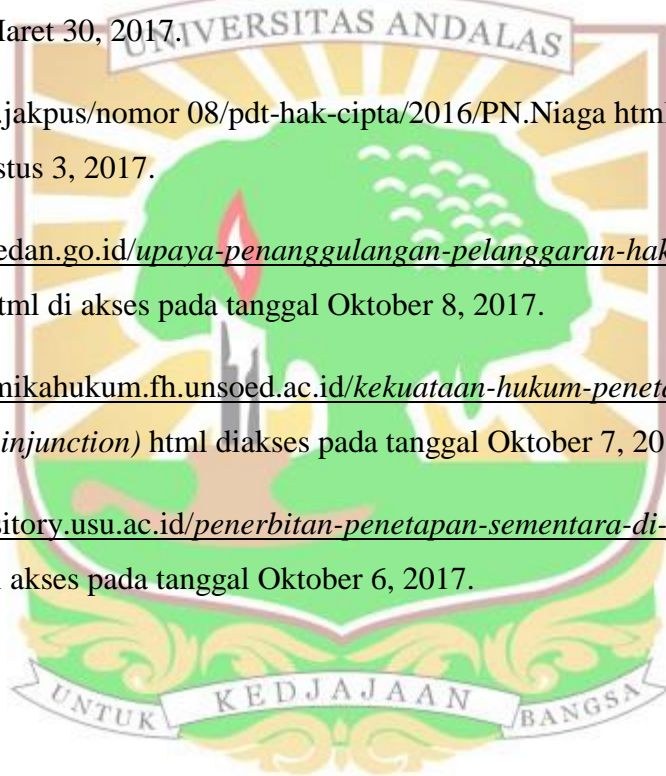 Maret 30, 2017.
UNIVERSITAS ANDALAS
.jakpus/nomor 08/pdt-hak-cipta/2016/PN.Niaga html
stus 3, 2017.
edan.go.id/upaya-penanggulangan-pelanggaran-hak
tml di akses pada tanggal Oktober 8, 2017.
mikahukum.fh.unsoed.ac.id/kekuataan-hukum-peneta
injunction) html diakses pada tanggal Oktober 7, 20
sitory.usu.ac.id/penerbitan-penetapan-sementara-di-
akses pada tanggal Oktober 6, 2017.
UNTUK KEDJAJAAN BANGSA